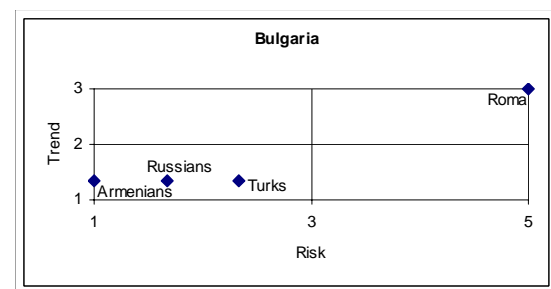 Bulgaria
3
Roma
Trend
2
Russians
Armenians
Turks
1
1 3 5
Risk